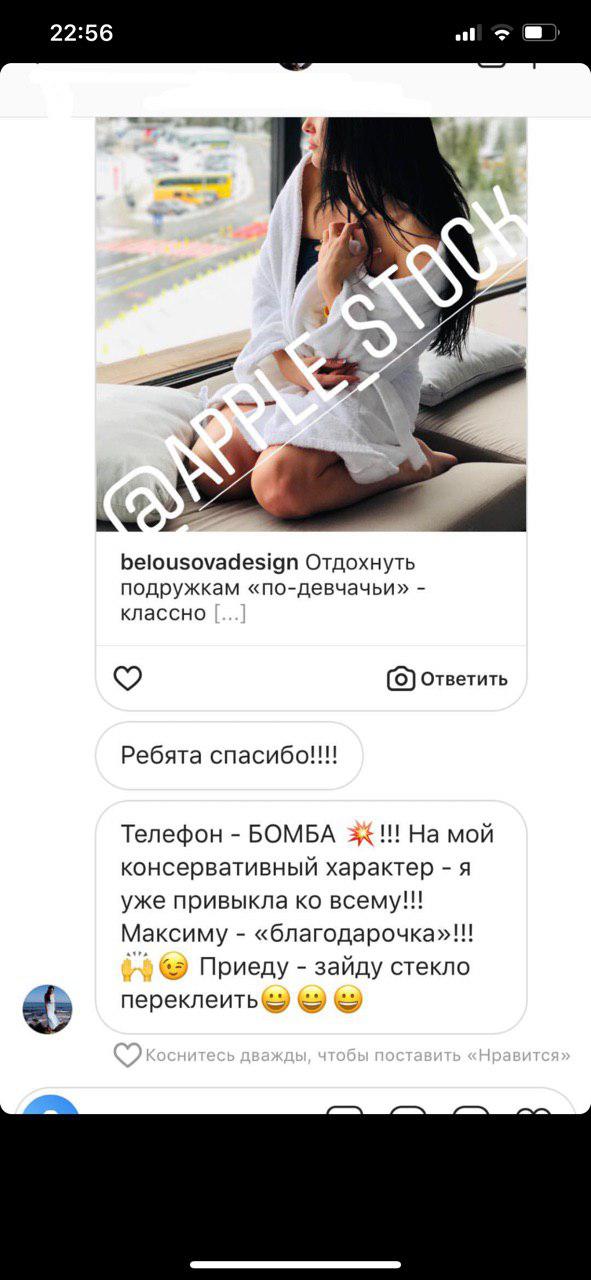 22:56
@APPLE_STOCK
belousovadesign Отдохнуть
подружкам «по-девчачьи» -
классно [...]
Ответить
Ребята спасибо!!!!
Телефон - БОМБА 💥!!! На мой
консервативный характер - я
уже привыкла ко всему!!!
Максиму - «благодарочка»!!!
🙌😉 Приеду - зайду стекло
переклеить😀😀😀
Коснитесь дважды, чтобы поставить «Нравится»